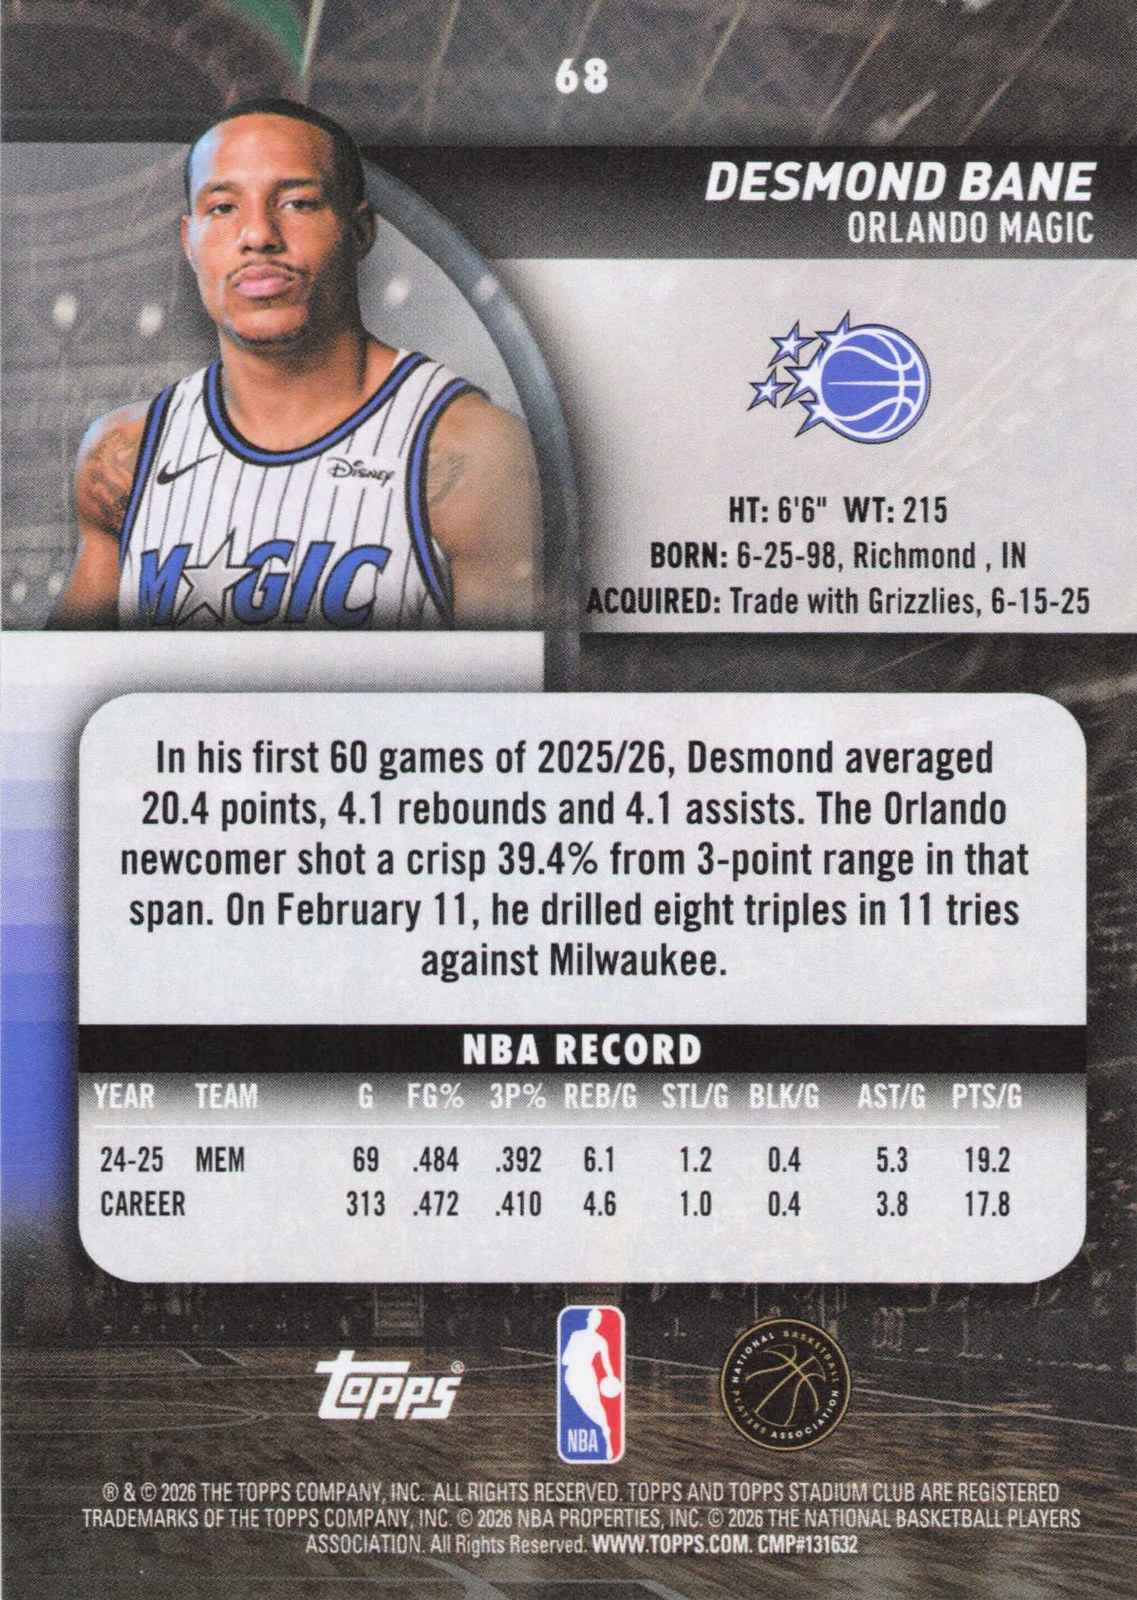 68
DESMOND BANE
ORLANDO MAGIC
DISNEY
MAGIC
HT: 6'6" WT: 215
BORN: 6-25-98, Richmond , IN
ACQUIRED: Trade with Grizzlies, 6-15-25
In his first 60 games of 2025/26, Desmond averaged
20.4 points, 4.1 rebounds and 4.1 assists. The Orlando
newcomer shot a crisp 39.4% from 3-point range in that
span. On February 11, he drilled eight triples in 11 tries
against Milwaukee.
NBA RECORD
YEAR TEAM G FG% 3P% REB/G STL/G BLK/G AST/G PTS/G
24-25 MEM 69 .484 .392 6.1 1.2 0.4 5.3 19.2
CAREER 313 .472 .410 4.6 1.0 0.4 3.8 17.8
topps®
NBA
NATIONAL BASKETBALL PLAYERS ASSOCIATION
® & © 2026 THE TOPPS COMPANY, INC. ALL RIGHTS RESERVED. TOPPS AND TOPPS STADIUM CLUB ARE REGISTERED
TRADEMARKS OF THE TOPPS COMPANY, INC. © 2026 NBA PROPERTIES, INC. © 2026 THE NATIONAL BASKETBALL PLAYERS
ASSOCIATION. All Rights Reserved. WWW.TOPPS.COM. CMP#131632